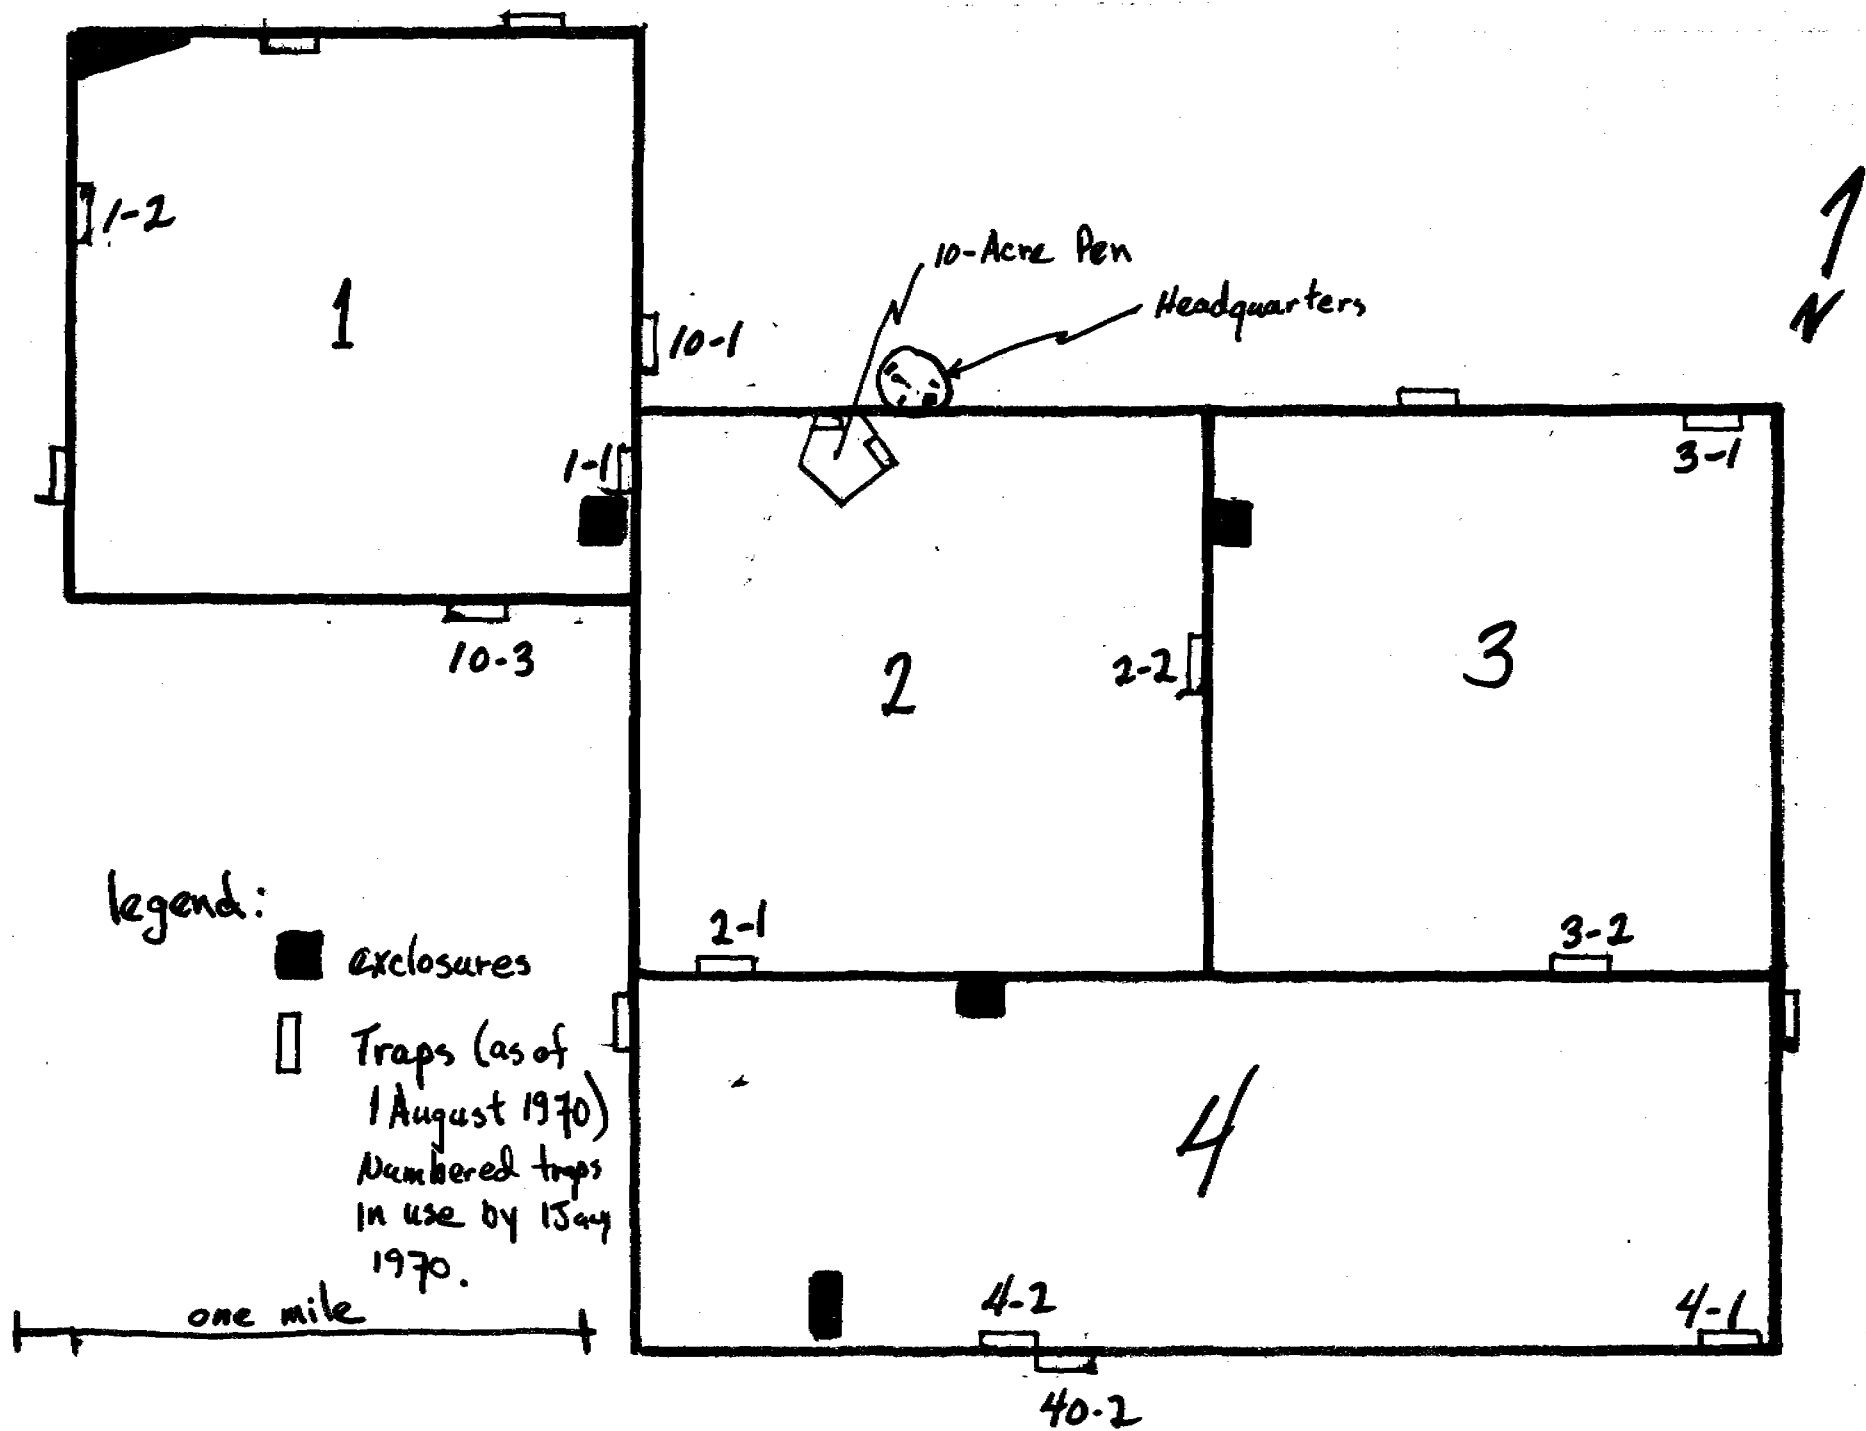 1-2
1
10-1
10-Acre Pen
Headquarters
N
1-1
3-1
10-3
2
2-2
3
legend:
exclosures
2-1
3-2
Traps (as of
1 August 1970)
Numbered traps
in use by 1 Jan
1970.
4
one mile
4-2
4-1
40-2